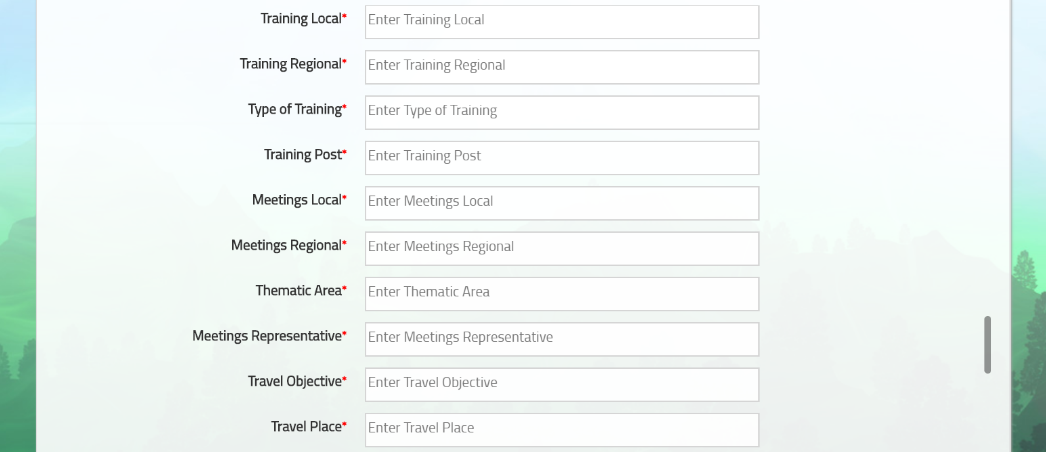 Training Local* Enter Training Local
Training Regional* Enter Training Regional
Type of Training* Enter Type of Training
Training Post* Enter Training Post
Meetings Local* Enter Meetings Local
Meetings Regional* Enter Meetings Regional
Thematic Area* Enter Thematic Area
Meetings Representative* Enter Meetings Representative
Travel Objective* Enter Travel Objective
Travel Place* Enter Travel Place